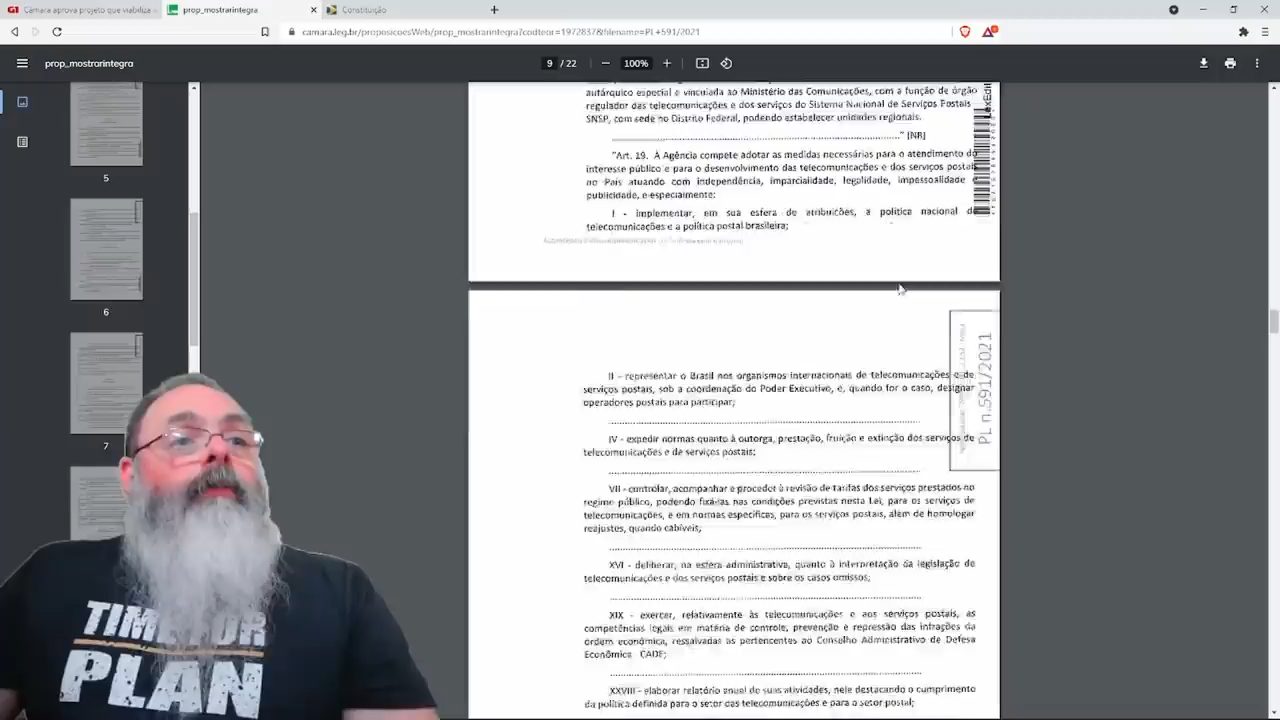 Câmara aprova projeto que viabiliza
prop_mostrarintegra
Constituição
camara.leg.br/proposicoesWeb/prop_mostrarintegra?codteor=1972837&filename=PL+591/2021
prop_mostrarintegra
9 / 22
100%
5
6
7
autárquico especial e vinculada ao Ministério das Comunicações, com a função de órgão
regulador das telecomunicações e dos serviços do Sistema Nacional de Serviços Postais
SNSP, com sede no Distrito Federal, podendo estabelecer unidades regionais.
" (NR)
"Art. 19. À Agência compete adotar as medidas necessárias para o atendimento do
interesse público e para o desenvolvimento das telecomunicações e dos serviços postais
no País atuando com independência, imparcialidade, legalidade, impessoalidade e
publicidade, e especialmente:
I - implementar, em sua esfera de atribuições, a política nacional de
telecomunicações e a política postal brasileira;
LexEdit
II - representar o Brasil nos organismos internacionais de telecomunicações e de
serviços postais, sob a coordenação do Poder Executivo, e, quando for o caso, designar
operadores postais para participar;
IV - expedir normas quanto à outorga, prestação, fruição e extinção dos serviços de
telecomunicações e de serviços postais;
VII - controlar, acompanhar e proceder à revisão de tarifas dos serviços prestados no
regime público, podendo fixá-las nas condições previstas nesta Lei, para os serviços de
telecomunicações, e em normas específicas, para os serviços postais, além de homologar
reajustes, quando cabíveis;
XVI - deliberar, na esfera administrativa, quanto à interpretação da legislação de
telecomunicações e dos serviços postais e sobre os casos omissos;
XIX - exercer, relativamente às telecomunicações e aos serviços postais, as
competências legais em matéria de controle, prevenção e repressão das infrações da
ordem econômica, ressalvadas as pertencentes ao Conselho Administrativo de Defesa
Econômica CADE;
XXVIII - elaborar relatório anual de suas atividades, nele destacando o cumprimento
da política definida para o setor das telecomunicações e para o setor postal;
PL n.591/2021
THE
PLAN